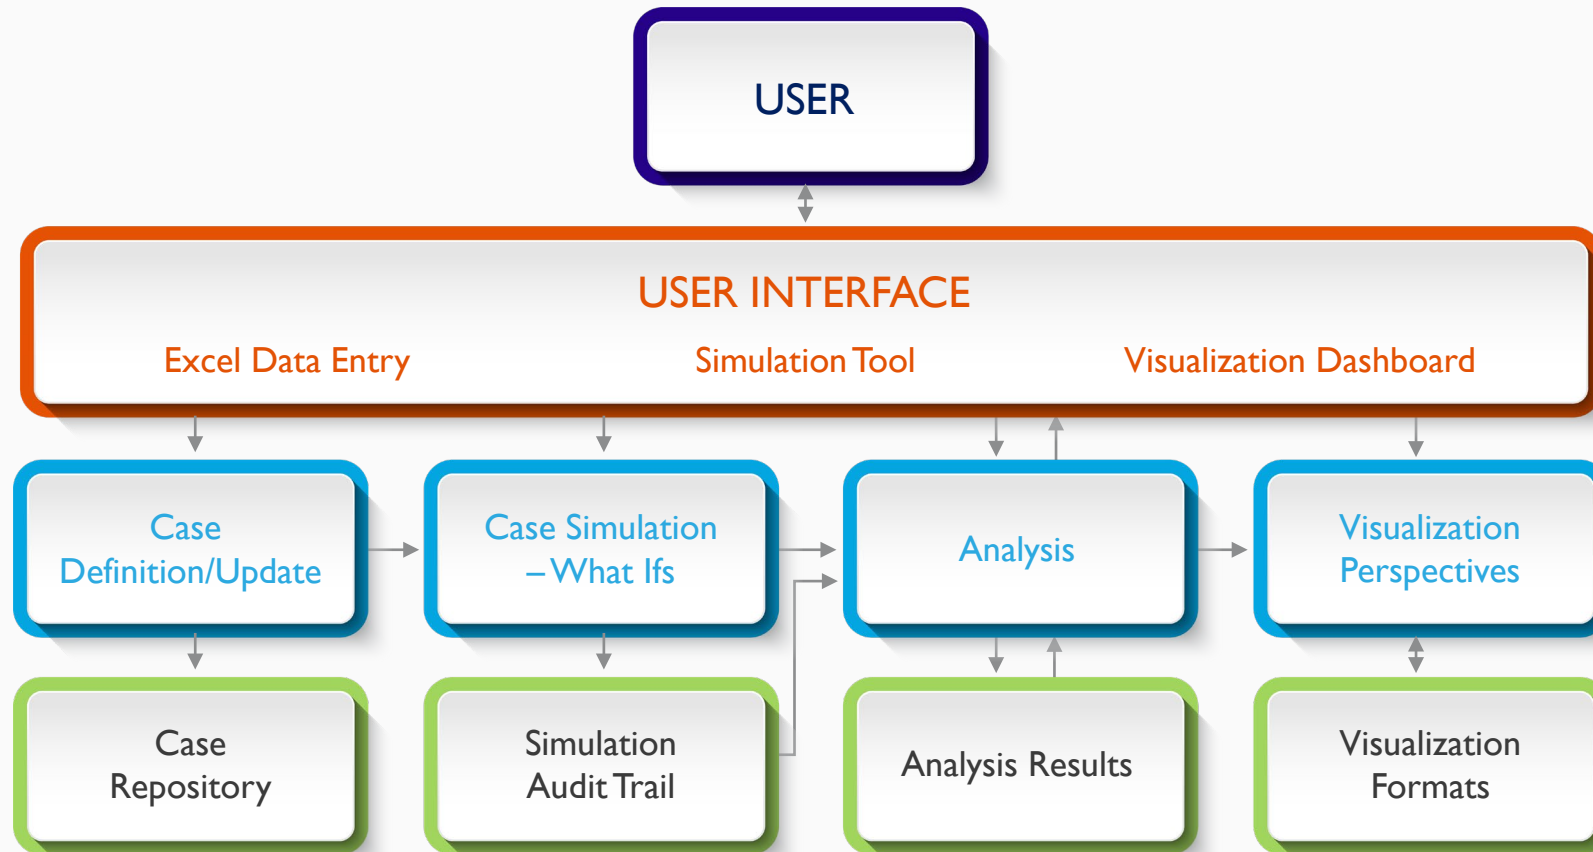 USER
USER INTERFACE
Excel Data Entry
Simulation Tool
Visualization Dashboard
Case
Definition/Update
Case Simulation
– What Ifs
Analysis
Visualization
Perspectives
Case
Repository
Simulation
Audit Trail
Analysis Results
Visualization
Formats